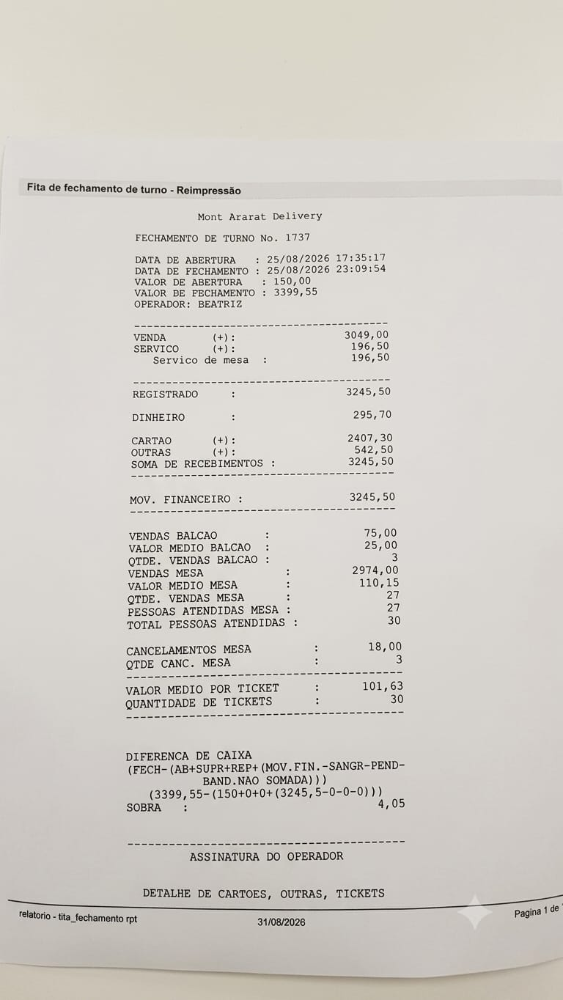 Fita de fechamento de turno - Reimpressão
Mont Ararat Delivery
FECHAMENTO DE TURNO No. 1737
DATA DE ABERTURA : 25/08/2026 17:35:17
DATA DE FECHAMENTO : 25/08/2026 23:09:54
VALOR DE ABERTURA : 150,00
VALOR BE FECHAMENTO : 3399,55
OPERADOR: BEATRIZ
----------------------------------------
VENDA (+): 3049,00
SERVICO (+): 196,50
Servico de mesa : 196,50
----------------------------------------
REGISTRADO : 3245,50
DINHEIRO : 295,70
CARTAO (+): 2407,30
OUTRAS (+): 542,50
SOMA DE RECEBIMENTOS : 3245,50
----------------------------------------
MOV. FINANCEIRO : 3245,50
----------------------------------------
VENDAS BALCAO : 75,00
VALOR MEDIO BALCAO : 25,00
QTDE. VENDAS BALCAO : 3
VENDAS MESA : 2974,00
VALOR MEDIO MESA : 110,15
QTDE. VENDAS MESA : 27
PESSOAS ATENDIDAS MESA : 27
TOTAL PESSOAS ATENDIDAS : 30
CANCELAMENTOS MESA : 18,00
QTDE CANC. MESA : 3
----------------------------------------
VALOR MEDIO POR TICKET : 101,63
QUANTIDADE DE TICKETS : 30
----------------------------------------
DIFERENCA DE CAIXA
(FECH-(AB+SUPR+REP+(MOV.FIN.-SANGR-PEND-
BAND.NAO SOMADA)))
(3399,55-(150+0+0+(3245,5-0-0-0)))
SOBRA : 4,05
----------------------------------------
ASSINATURA DO OPERADOR
DETALHE DE CARTOES, OUTRAS, TICKETS
relatorio - tita_fechamento rpt 31/08/2026 Pagina 1 de